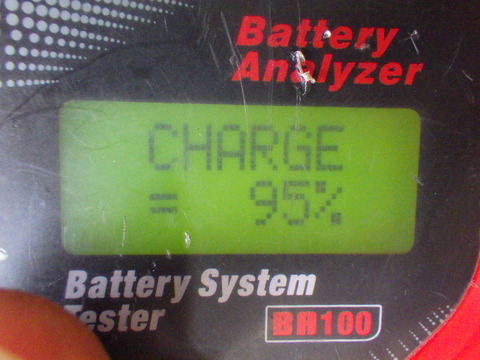 Battery
Analyzer
CHARGE
= 95%
Battery System
Tester
BA100